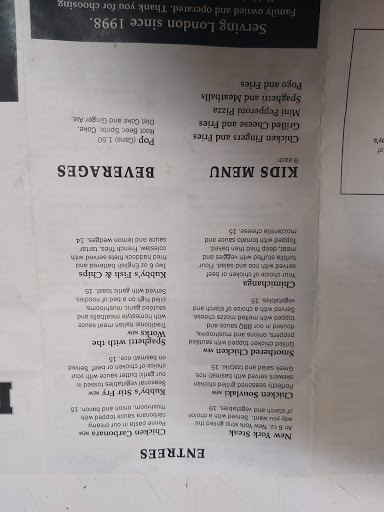 ENTREES
New York Steak
An 8 oz. New York strip grilled the
way you want. Served with a choice
of starch and vegetables. 19
Chicken Souvlaki NEW
Perfectly seasoned grilled chicken
skewers served with basmati rice,
Greek salad and tzatziki. 15
Smothered Chicken NEW
Grilled chicken topped with sautéed
peppers, onions and mushrooms,
doused in our BBQ sauce and
topped with melted mozza cheese.
Served with a choice of starch and
vegetables. 15
Chimichanga
Your choice of chicken or beef
served with rice and salad. Flour
tortilla stuffed with veggies and
meat, deep fried then baked.
Topped with tomato sauce and
mozzarella cheese. 15
Chicken Carbonara NEW
Penne pasta in our creamy
carbonara sauce topped with
mushroom, onion and bacon. 15
Kubby's Stir Fry NEW
Seasonal vegetables tossed in
our garlic butter sauce with your
choice of chicken or beef. Served
on basmati rice. 15
Spaghetti with the
Works NEW
Traditional Italian meat sauce
with homestyle meatballs and
sautéed garlic mushrooms,
piled high on a bed of noodles.
Served with garlic toast. 15
Kubby's Fish & Chips
Two 6 oz English battered and
fried haddock filets served with
coleslaw, French fries, tartar
sauce and lemon wedges. 14
KIDS MENU
9 each
Chicken Fingers and Fries
Grilled Cheese and Fries
Mini Pepperoni Pizza
Spaghetti and Meatballs
Pogo and Fries
BEVERAGES
Pop (Cans) 1.50
Root Beer, Sprite, Coke,
Diet Coke and Ginger Ale.
Serving London since 1998.
Family owned and operated. Thank you for choosing